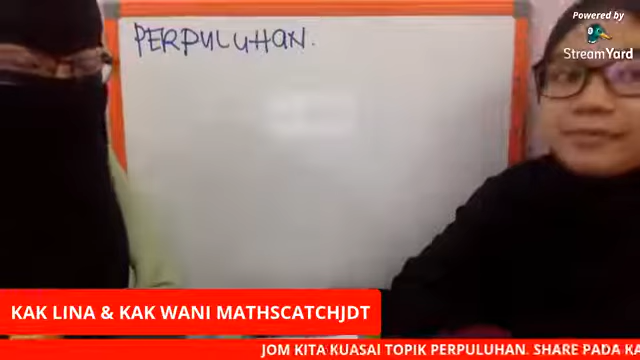 PERPULUHAN.
Powered by
StreamYard
KAK LINA & KAK WANI MATHSCATCHJDT
JOM KITA KUASAI TOPIK PERPULUHAN. SHARE PADA KA